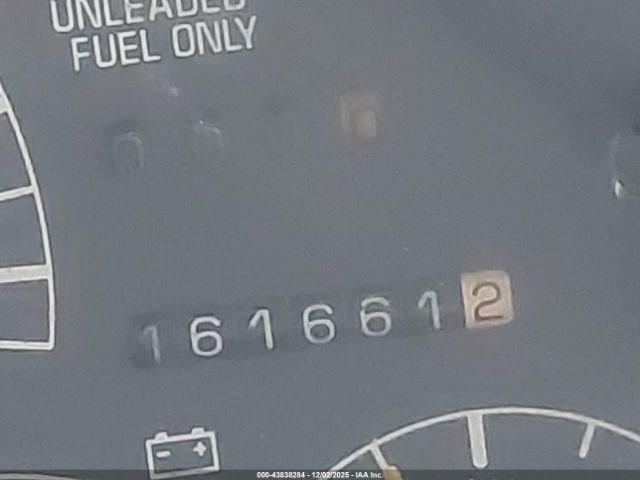 UNLEADED
FUEL ONLY
1616612
000-43838284 - 12/02/2025 - IAA Inc.